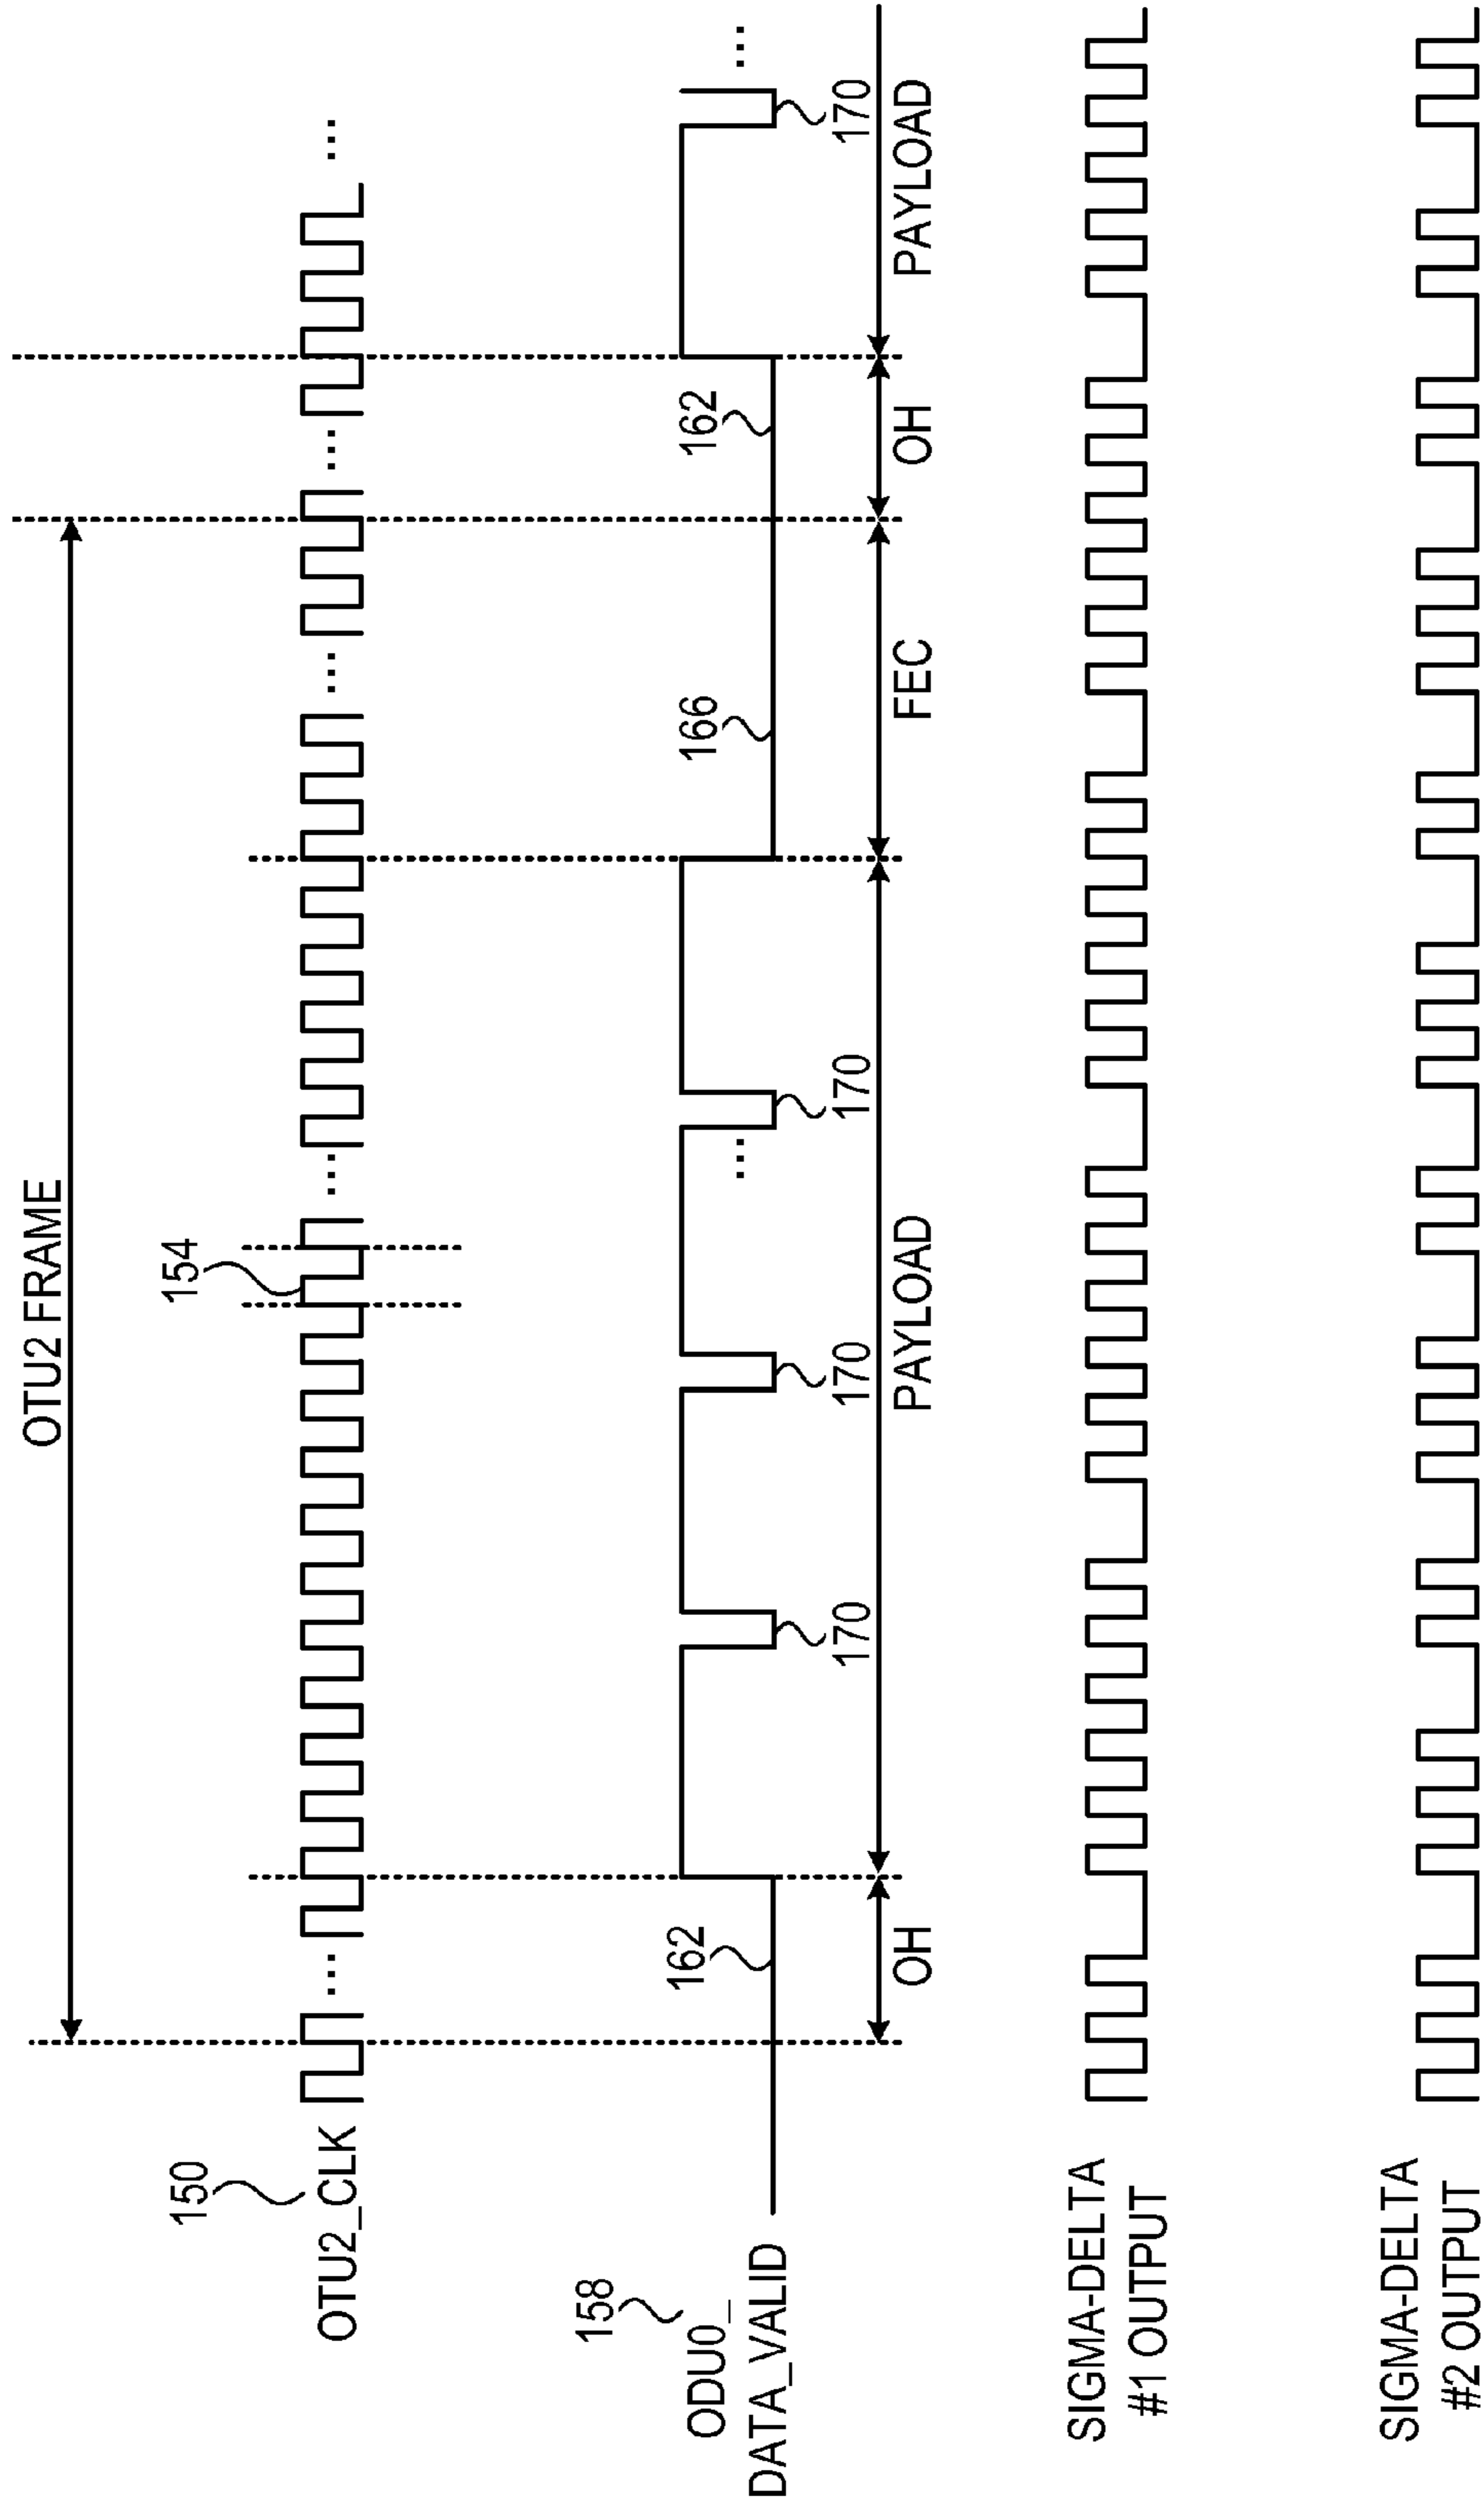 OTU2 FRAME
154
150
OTU2_CLK
... ... ... ... ...
162
166
162
158
ODU0_
DATA_VALID
... ...
170
170
170
170
OH
PAYLOAD
FEC
OH
PAYLOAD
SIGMA-DELTA
#1 OUTPUT
SIGMA-DELTA
#2 OUTPUT